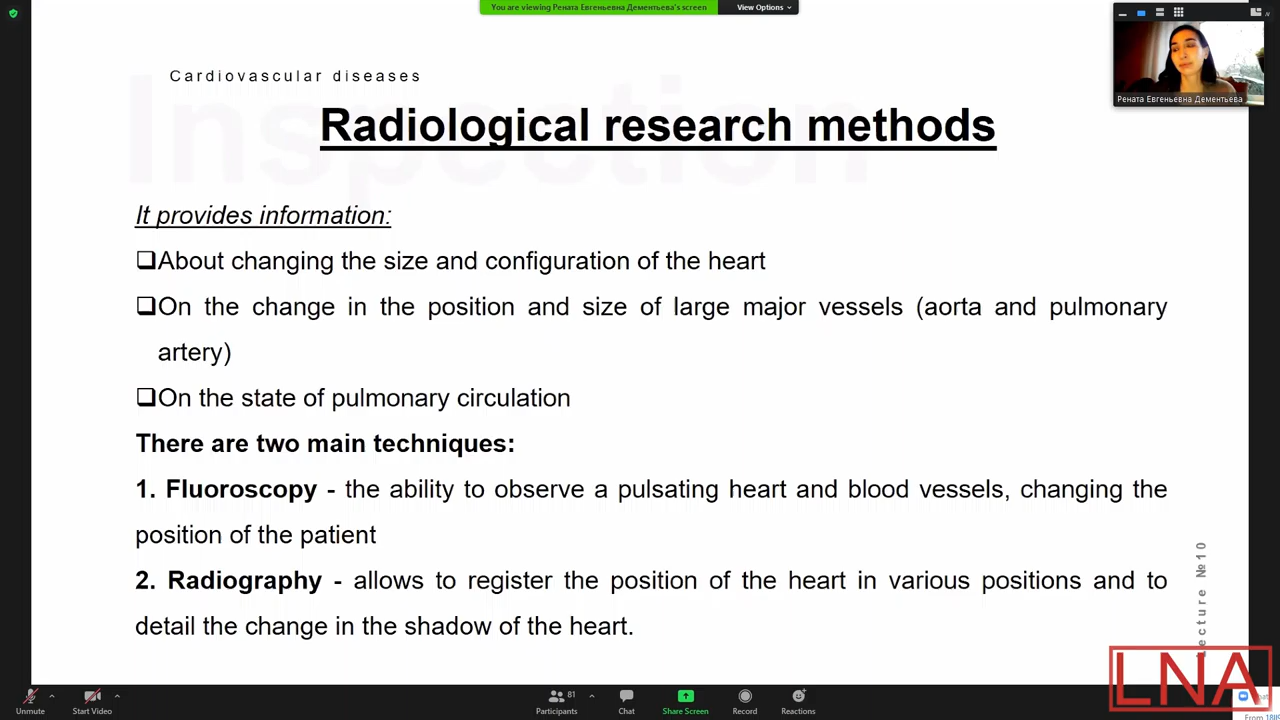 You are viewing Рената Евгеньевна Дементьева's screen
View Options
Рената Евгеньевна Дементьева
Cardiovascular diseases
Inspection
Radiological research methods
It provides information:
About changing the size and configuration of the heart
On the change in the position and size of large major vessels (aorta and pulmonary
artery)
On the state of pulmonary circulation
There are two main techniques:
1. Fluoroscopy - the ability to observe a pulsating heart and blood vessels, changing the
position of the patient
2. Radiography - allows to register the position of the heart in various positions and to
detail the change in the shadow of the heart.
Lecture №10
LNA
Unmute
Start Video
Participants
81
Chat
Share Screen
Record
Reactions